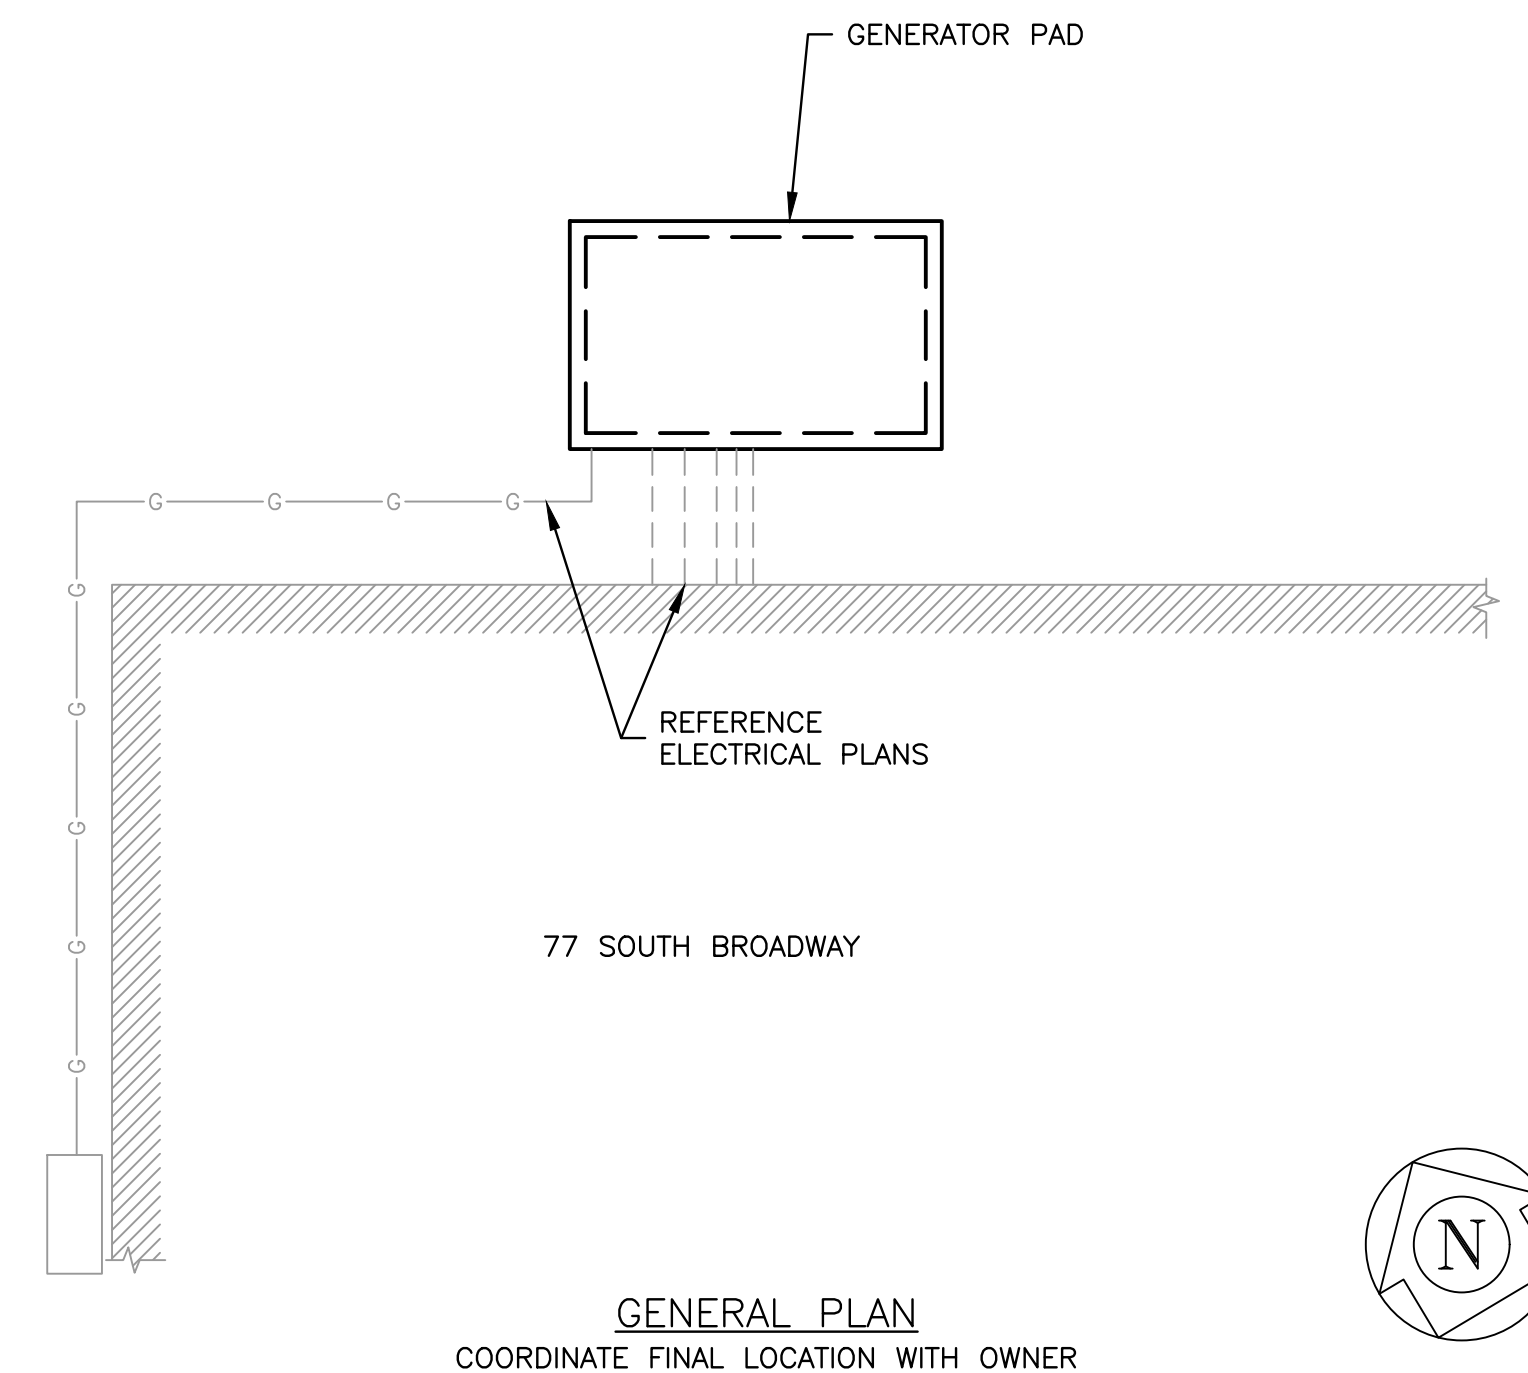 GENERATOR PAD
G G G G
G
G
G
G
G
REFERENCE
ELECTRICAL PLANS
77 SOUTH BROADWAY
N
GENERAL PLAN
COORDINATE FINAL LOCATION WITH OWNER